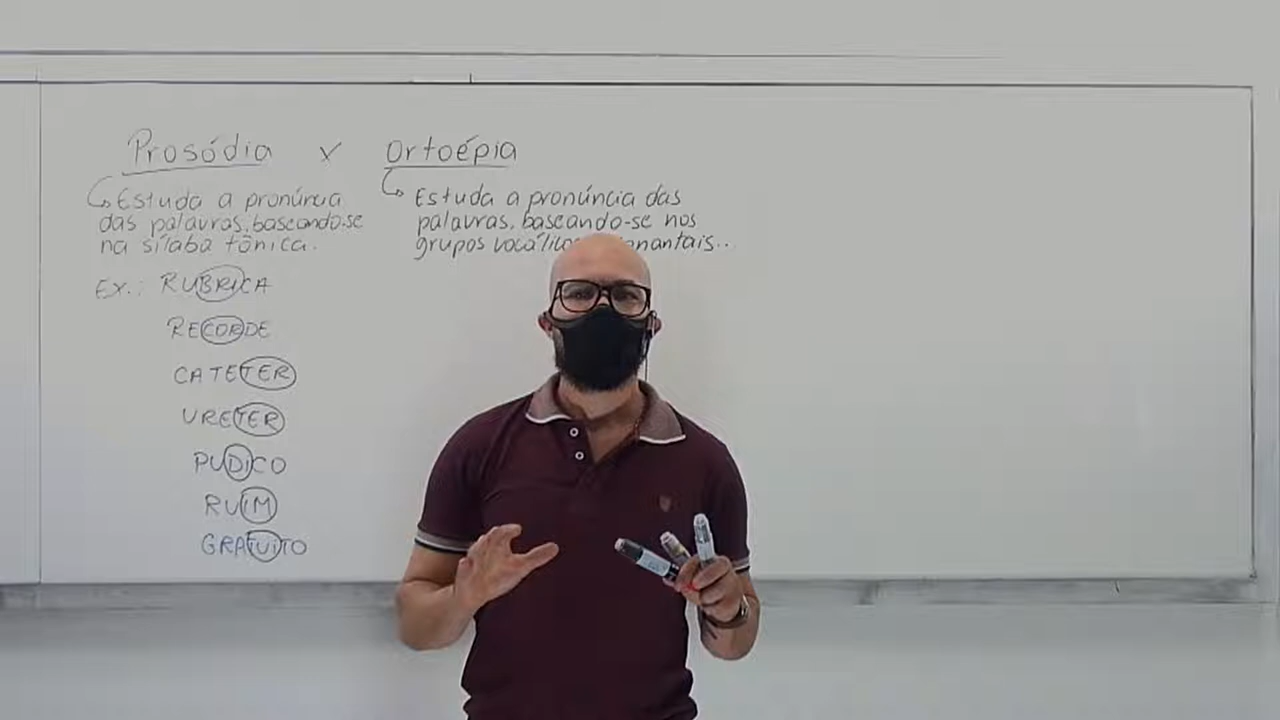 Prosódia x Ortoépia
Estuda a pronúncia
das palavras, baseando-se
na sílaba tônica.
Estuda a pronúncia das
palavras, baseando-se nos
grupos
Ex.: RUBRICA
RECORDE
CATETER
URETER
PUDICO
RUIM
GRATUITO